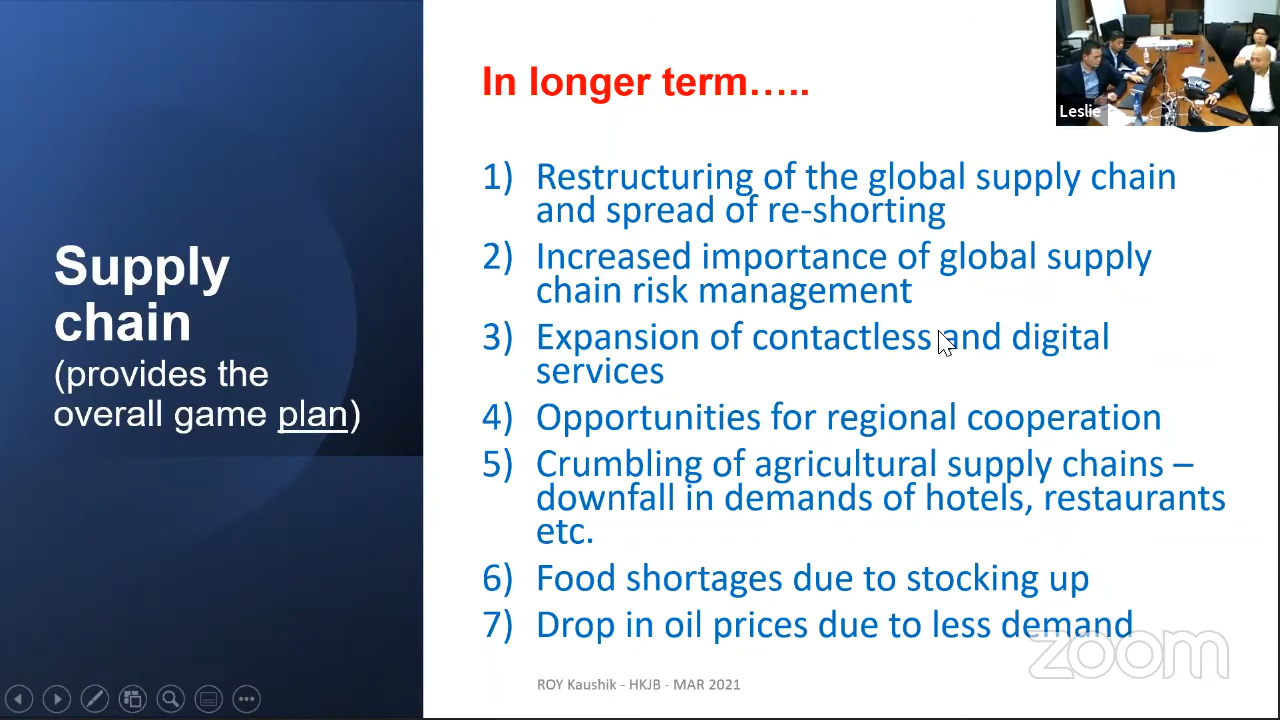 Supply
chain
(provides the
overall game plan)
In longer term…..
1) Restructuring of the global supply chain
and spread of re-shorting
2) Increased importance of global supply
chain risk management
3) Expansion of contactless and digital
services
4) Opportunities for regional cooperation
5) Crumbling of agricultural supply chains –
downfall in demands of hotels, restaurants
etc.
6) Food shortages due to stocking up
7) Drop in oil prices due to less demand
ROY Kaushik - HKJB - MAR 2021
Leslie
zoom